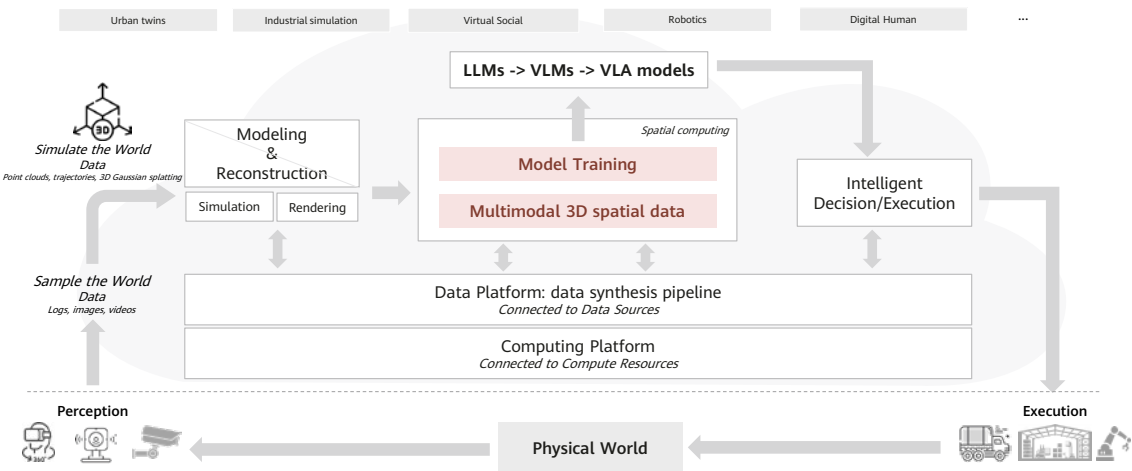 Urban twins
Industrial simulation
Virtual Social
Robotics
Digital Human
...
LLMs -> VLMs -> VLA models
3D
Simulate the World
Data
Point clouds, trajectories, 3D Gaussian splatting
Modeling
&
Reconstruction
Simulation
Rendering
Spatial computing
Model Training
Multimodal 3D spatial data
Intelligent
Decision/Execution
Sample the World
Data
Logs, images, videos
Data Platform: data synthesis pipeline
Connected to Data Sources
Computing Platform
Connected to Compute Resources
Perception
360°
Physical World
Execution